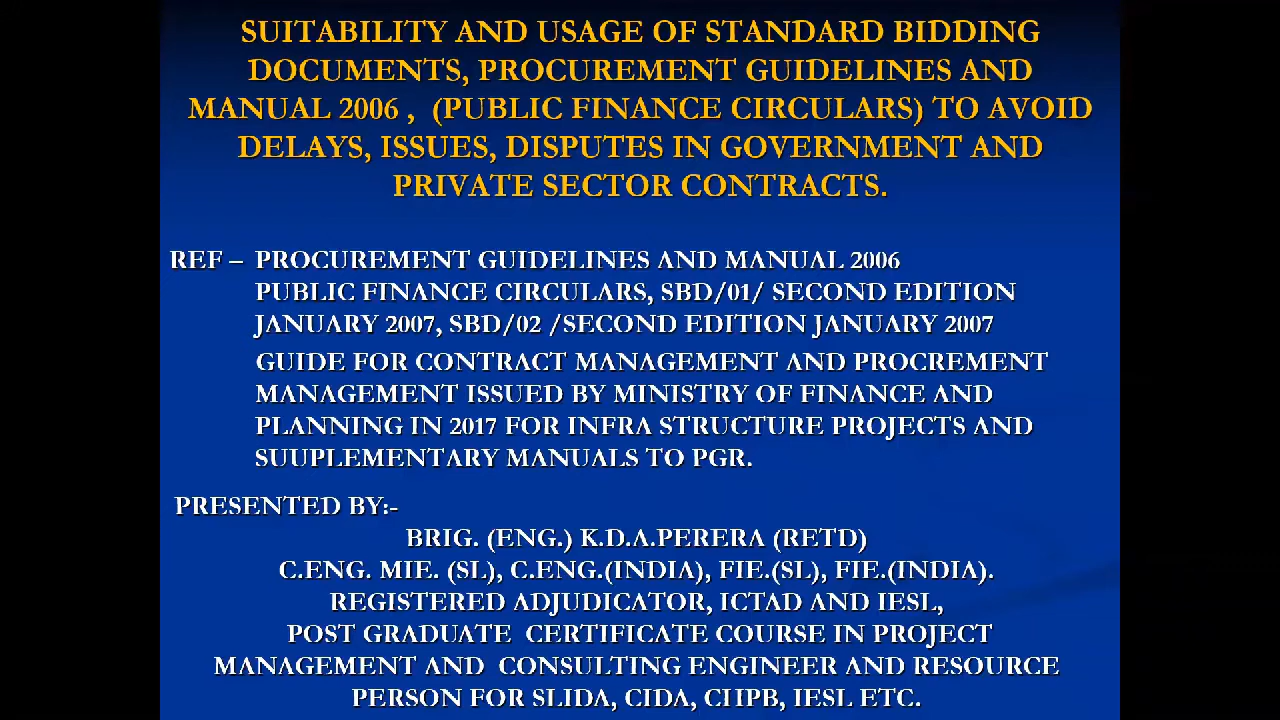 SUITABILITY AND USAGE OF STANDARD BIDDING
DOCUMENTS, PROCUREMENT GUIDELINES AND
MANUAL 2006 , (PUBLIC FINANCE CIRCULARS) TO AVOID
DELAYS, ISSUES, DISPUTES IN GOVERNMENT AND
PRIVATE SECTOR CONTRACTS.
REF – PROCUREMENT GUIDELINES AND MANUAL 2006
PUBLIC FINANCE CIRCULARS, SBD/01/ SECOND EDITION
JANUARY 2007, SBD/02 /SECOND EDITION JANUARY 2007
GUIDE FOR CONTRACT MANAGEMENT AND PROCREMENT
MANAGEMENT ISSUED BY MINISTRY OF FINANCE AND
PLANNING IN 2017 FOR INFRA STRUCTURE PROJECTS AND
SUUPLEMENTARY MANUALS TO PGR.
PRESENTED BY:-
BRIG. (ENG.) K.D.A.PERERA (RETD)
C.ENG. MIE. (SL), C.ENG.(INDIA), FIE.(SL), FIE.(INDIA).
REGISTERED ADJUDICATOR, ICTAD AND IESL,
POST GRADUATE CERTIFICATE COURSE IN PROJECT
MANAGEMENT AND CONSULTING ENGINEER AND RESOURCE
PERSON FOR SLIDA, CIDA, CHPB, IESL ETC.